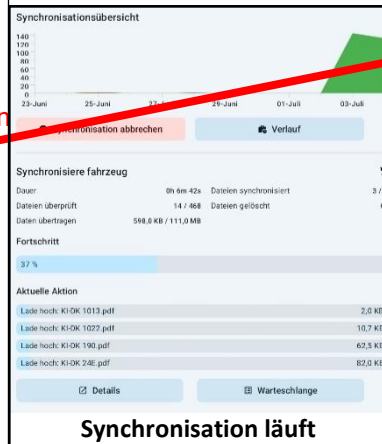 Synchronisationsübersicht
140
120
100
80
60
40
20
0
23-Juni 25-Juni 29-Juni 01-Juli 03-Juli
Synchronisation abbrechen Verlauf
Synchronisiere fahrzeug
Dauer 0h 6m 42s Dateien synchronisiert 3 /
Dateien überprüft 14 / 468 Dateien gelöscht
Daten übertragen 598,0 KB / 111,0 MB
Fortschritt
37 %
Aktuelle Aktion
Lade hoch: KI-DK 1013.pdf 2,0 KB
Lade hoch: KI-DK 1022.pdf 10,7 KB
Lade hoch: KI-DK 190.pdf 62,5 KB
Lade hoch: KI-DK 24E.pdf 82,0 KB
Details Warteschlange
Synchronisation läuft